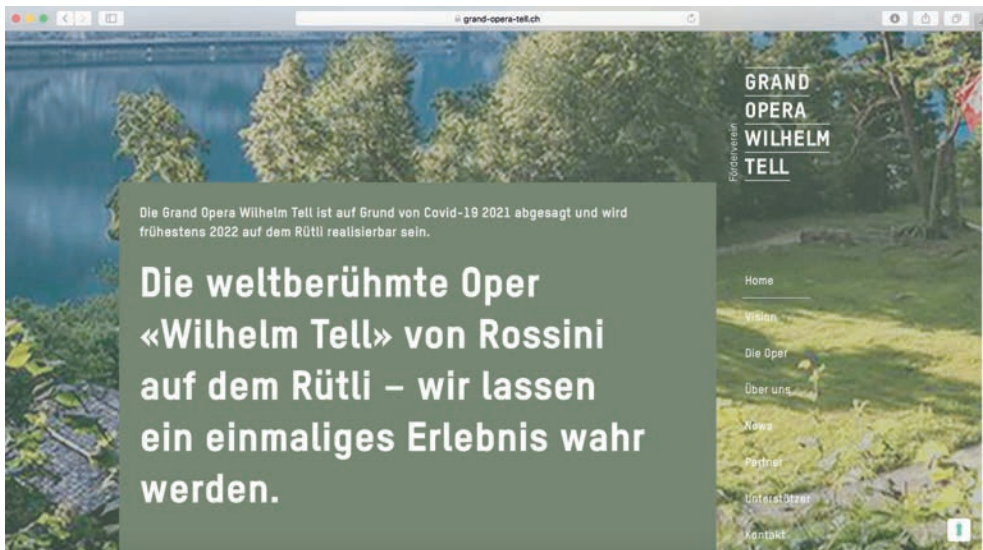 grand-opera-tell.ch
GRAND
OPERA
WILHELM
TELL
Förderverein
Die Grand Opera Wilhelm Tell ist auf Grund von Covid-19 2021 abgesagt und wird
frühestens 2022 auf dem Rütli realisierbar sein.
Die weltberühmte Oper
«Wilhelm Tell» von Rossini
auf dem Rütli – wir lassen
ein einmaliges Erlebnis wahr
werden.
Home
Vision
Die Oper
Über uns
News
Partner
Unterstützer
Kontakt